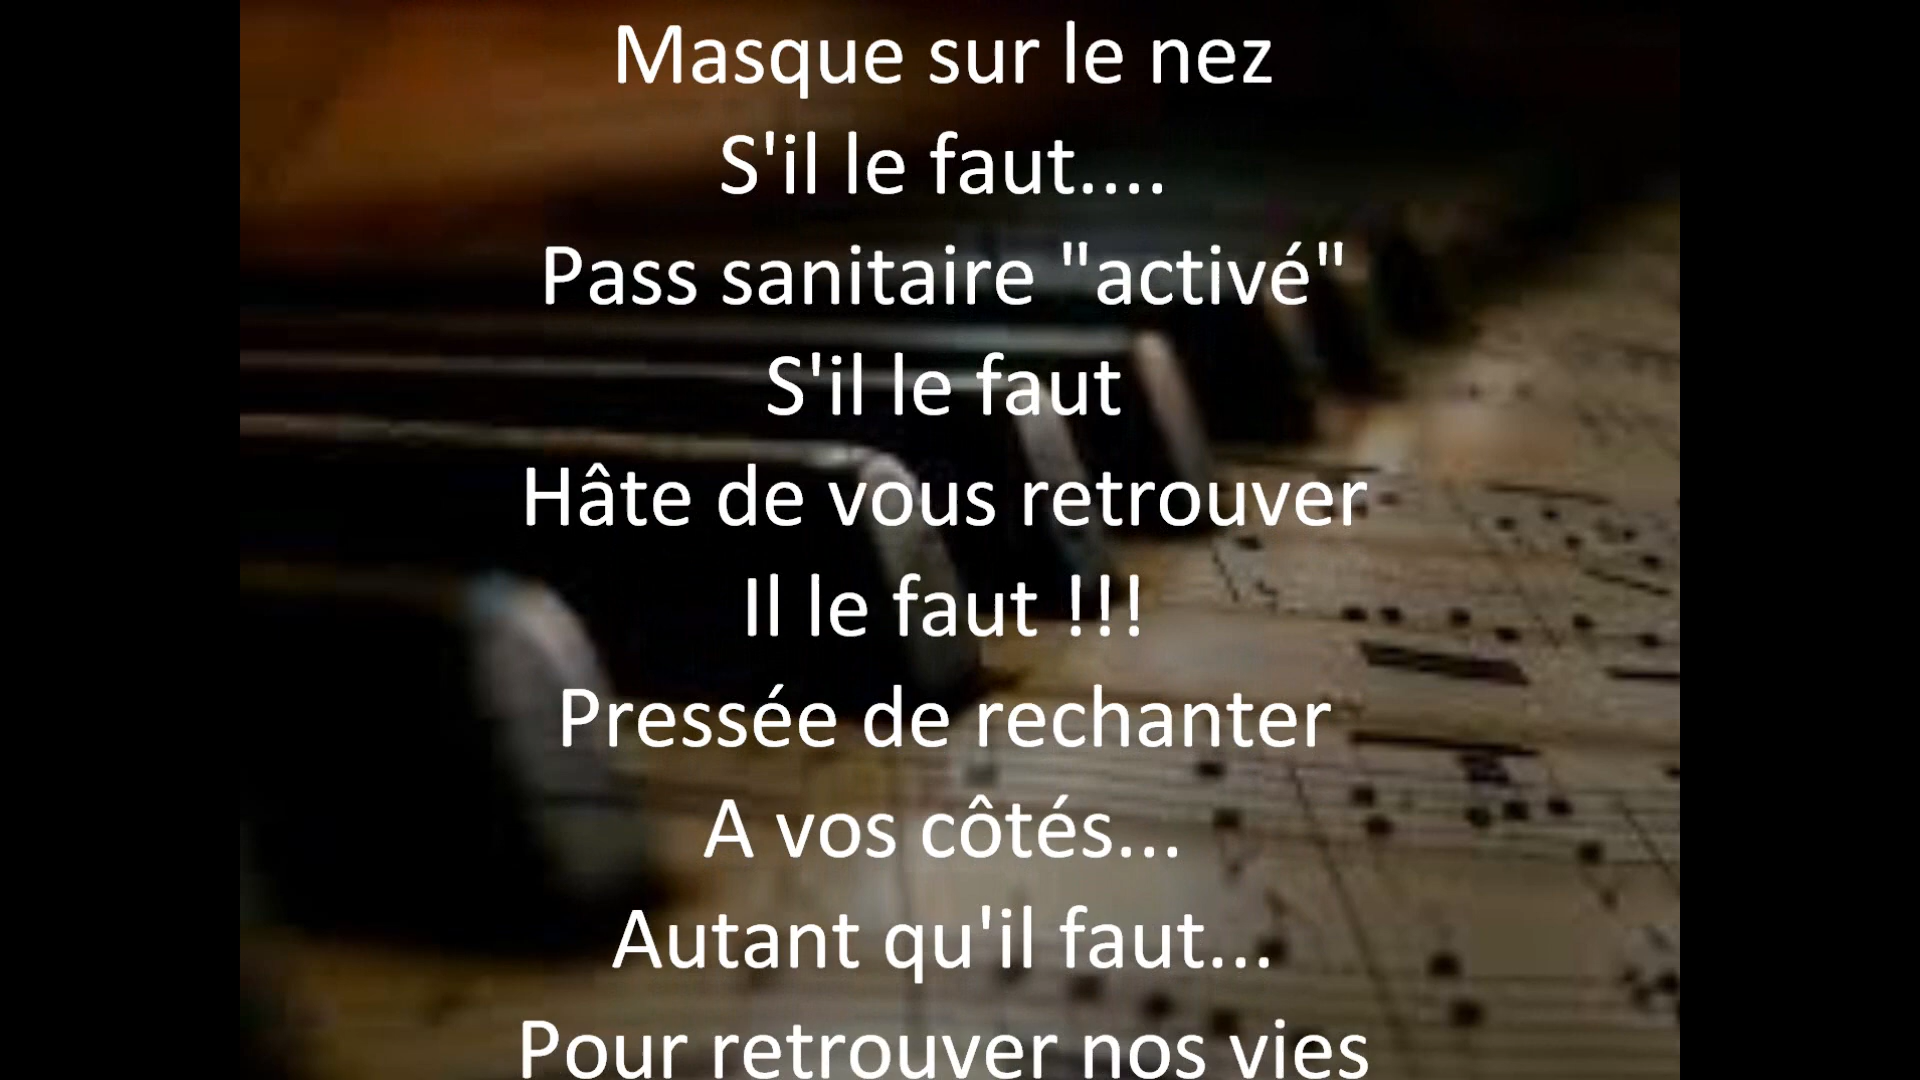 Masque sur le nez
S'il le faut....
Pass sanitaire "activé"
S'il le faut
Hâte de vous retrouver
Il le faut !!!
Pressée de rechanter
A vos côtés...
Autant qu'il faut...
Pour retrouver nos vies